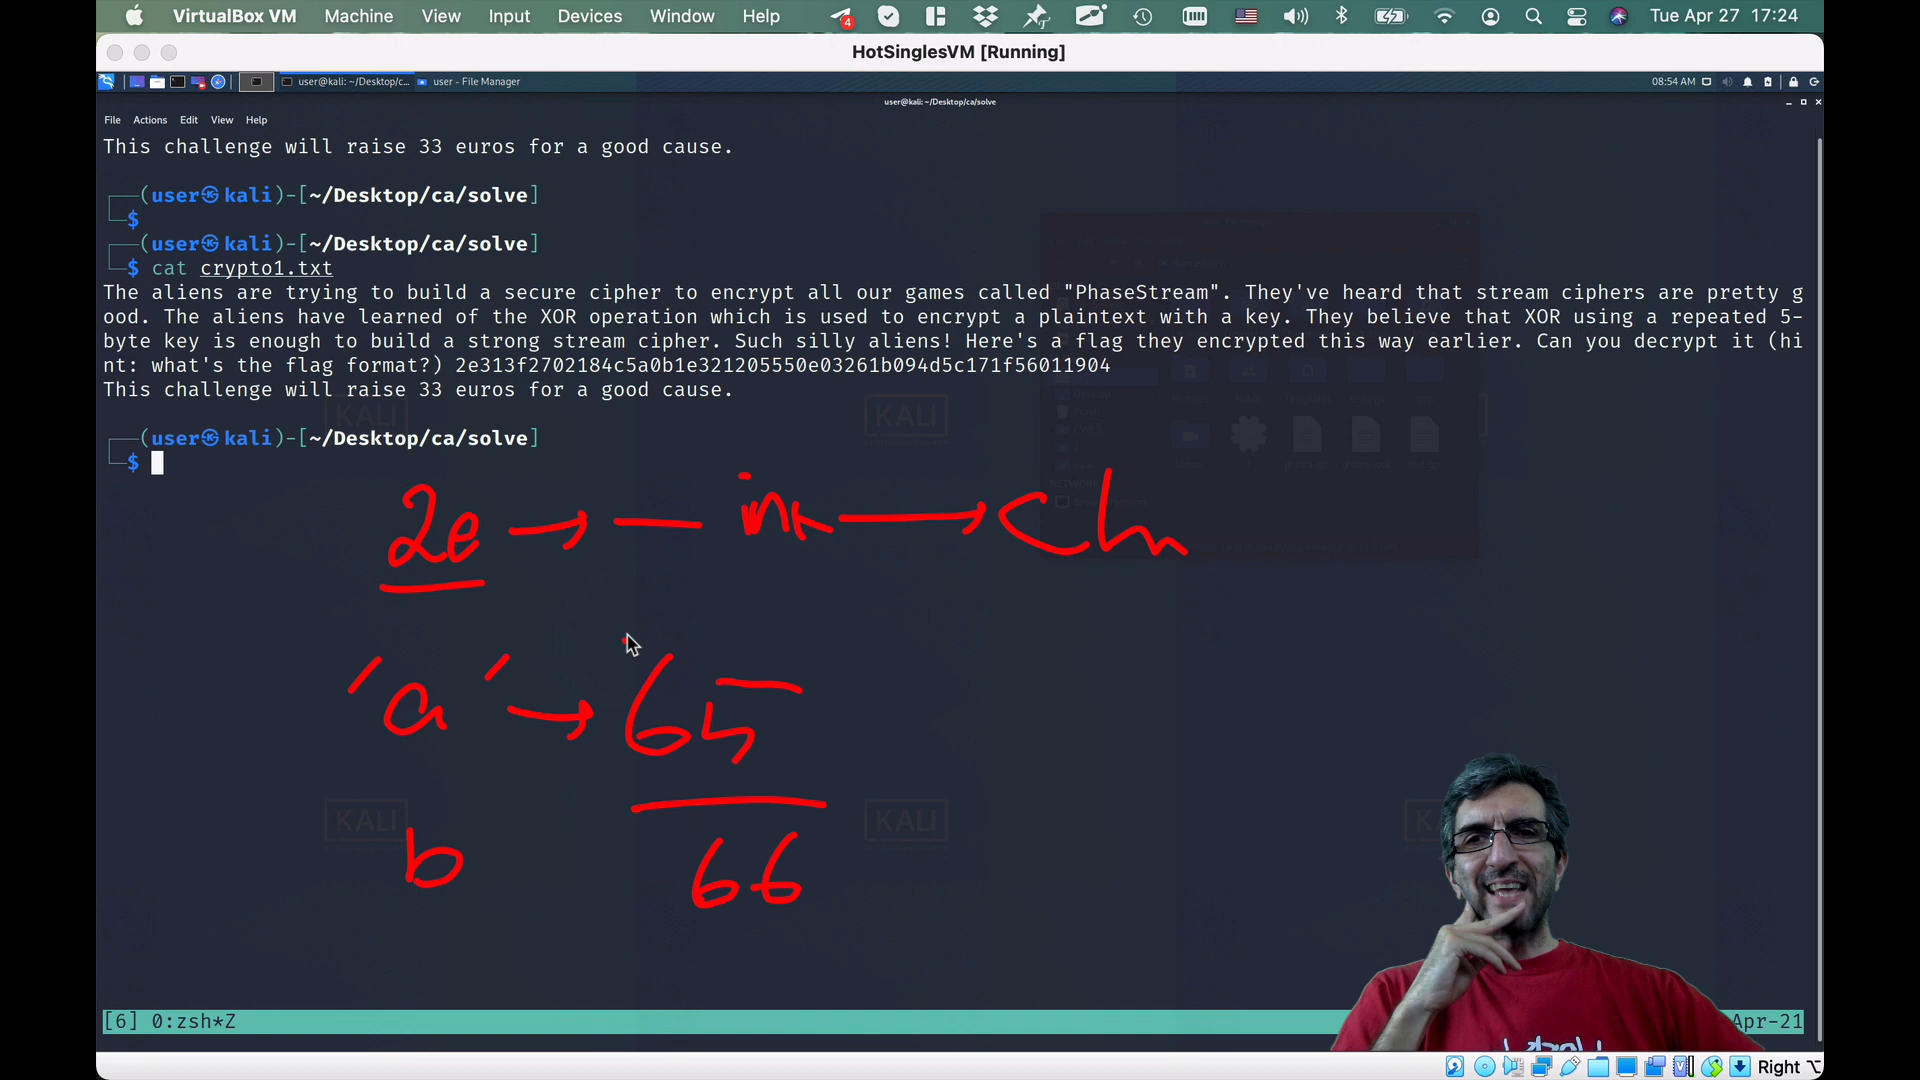 VirtualBox VM Machine View Input Devices Window Help 4 Tue Apr 27 17:24
HotSinglesVM [Running]
user@kali: ~/Desktop/c... user - File Manager 08:54 AM
user@kali: ~/Desktop/ca/solve
File Actions Edit View Help
This challenge will raise 33 euros for a good cause.
(user㉿kali)-[~/Desktop/ca/solve]
$
(user㉿kali)-[~/Desktop/ca/solve]
$ cat crypto1.txt
The aliens are trying to build a secure cipher to encrypt all our games called "PhaseStream". They've heard that stream ciphers are pretty g
ood. The aliens have learned of the XOR operation which is used to encrypt a plaintext with a key. They believe that XOR using a repeated 5-
byte key is enough to build a strong stream cipher. Such silly aliens! Here's a flag they encrypted this way earlier. Can you decrypt it (hi
nt: what's the flag format?) 2e313f2702184c5a0b1e321205550e03261b094d5c171f56011904
This challenge will raise 33 euros for a good cause.
KALI KALI
(user㉿kali)-[~/Desktop/ca/solve]
$
2e → — int → Ch
'a' → 65
KALI KALI KALI
b 66
[6] 0:zsh*Z Apr-21
Right ⌥